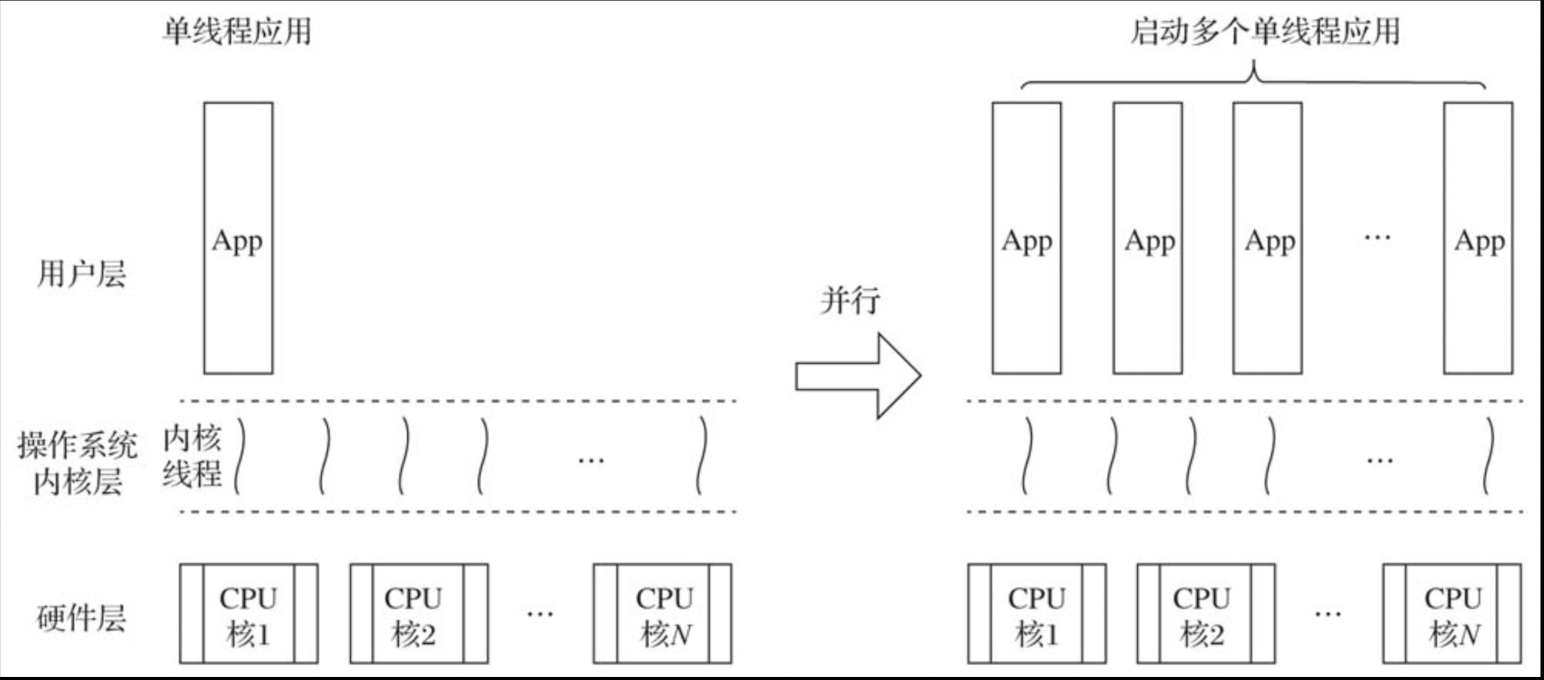 单线程应用
启动多个单线程应用
App
App
App
App
…
App
用户层
并行
操作系统
内核层
内核
线程
…
…
硬件层
CPU
核1
CPU
核2
…
CPU
核N
CPU
核1
CPU
核2
…
CPU
核N